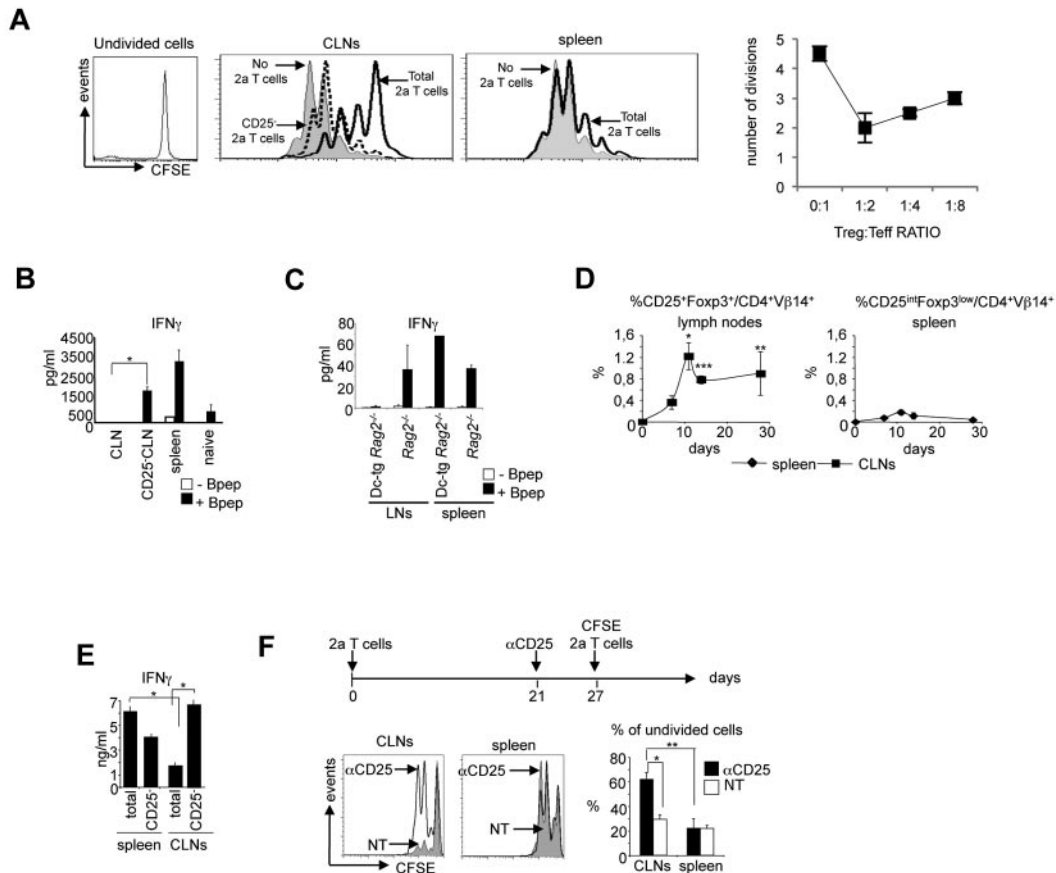 A
Undivided cells
events
CFSE
CLNs
No
2a T cells
Total
2a T cells
CD25-
2a T cells
spleen
No
2a T cells
Total
2a T cells
number of divisions
5
4
3
2
1
0
0:1 1:2 1:4 1:8
Treg:Teff RATIO
B
IFNγ
pg/ml
4500
3500
2500
1500
500
*
CLN
CD25-CLN
spleen
naive
- Bpep
+ Bpep
C
IFNγ
pg/ml
80
60
40
20
0
Dc-tg Rag2-/-
Rag2-/-
Dc-tg Rag2-/-
Rag2-/-
LNs spleen
- Bpep
+ Bpep
D
%CD25+Foxp3+/CD4+Vβ14+
lymph nodes
%
1,6
1,2
0,8
0,4
0
* *** **
0 10 20 30
days
%CD25intFoxp3low/CD4+Vβ14+
spleen
%
1,6
1,2
0,8
0,4
0
0 10 20 30
days
spleen CLNs
E
IFNγ
ng/ml
7
5
3
1
0
* *
total
CD25-
total
CD25-
spleen CLNs
F
2a T cells
αCD25
CFSE
2a T cells
days
0 21 27
CLNs
events
αCD25
NT
CFSE
spleen
αCD25
NT
% of undivided cells
%
80
60
40
20
0
**
*
αCD25
NT
CLNs spleen